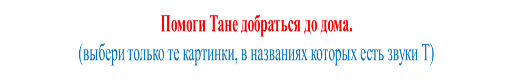 Помоги Тане добраться до дома.
(выбери только те картинки, в названиях которых есть звуки Т)